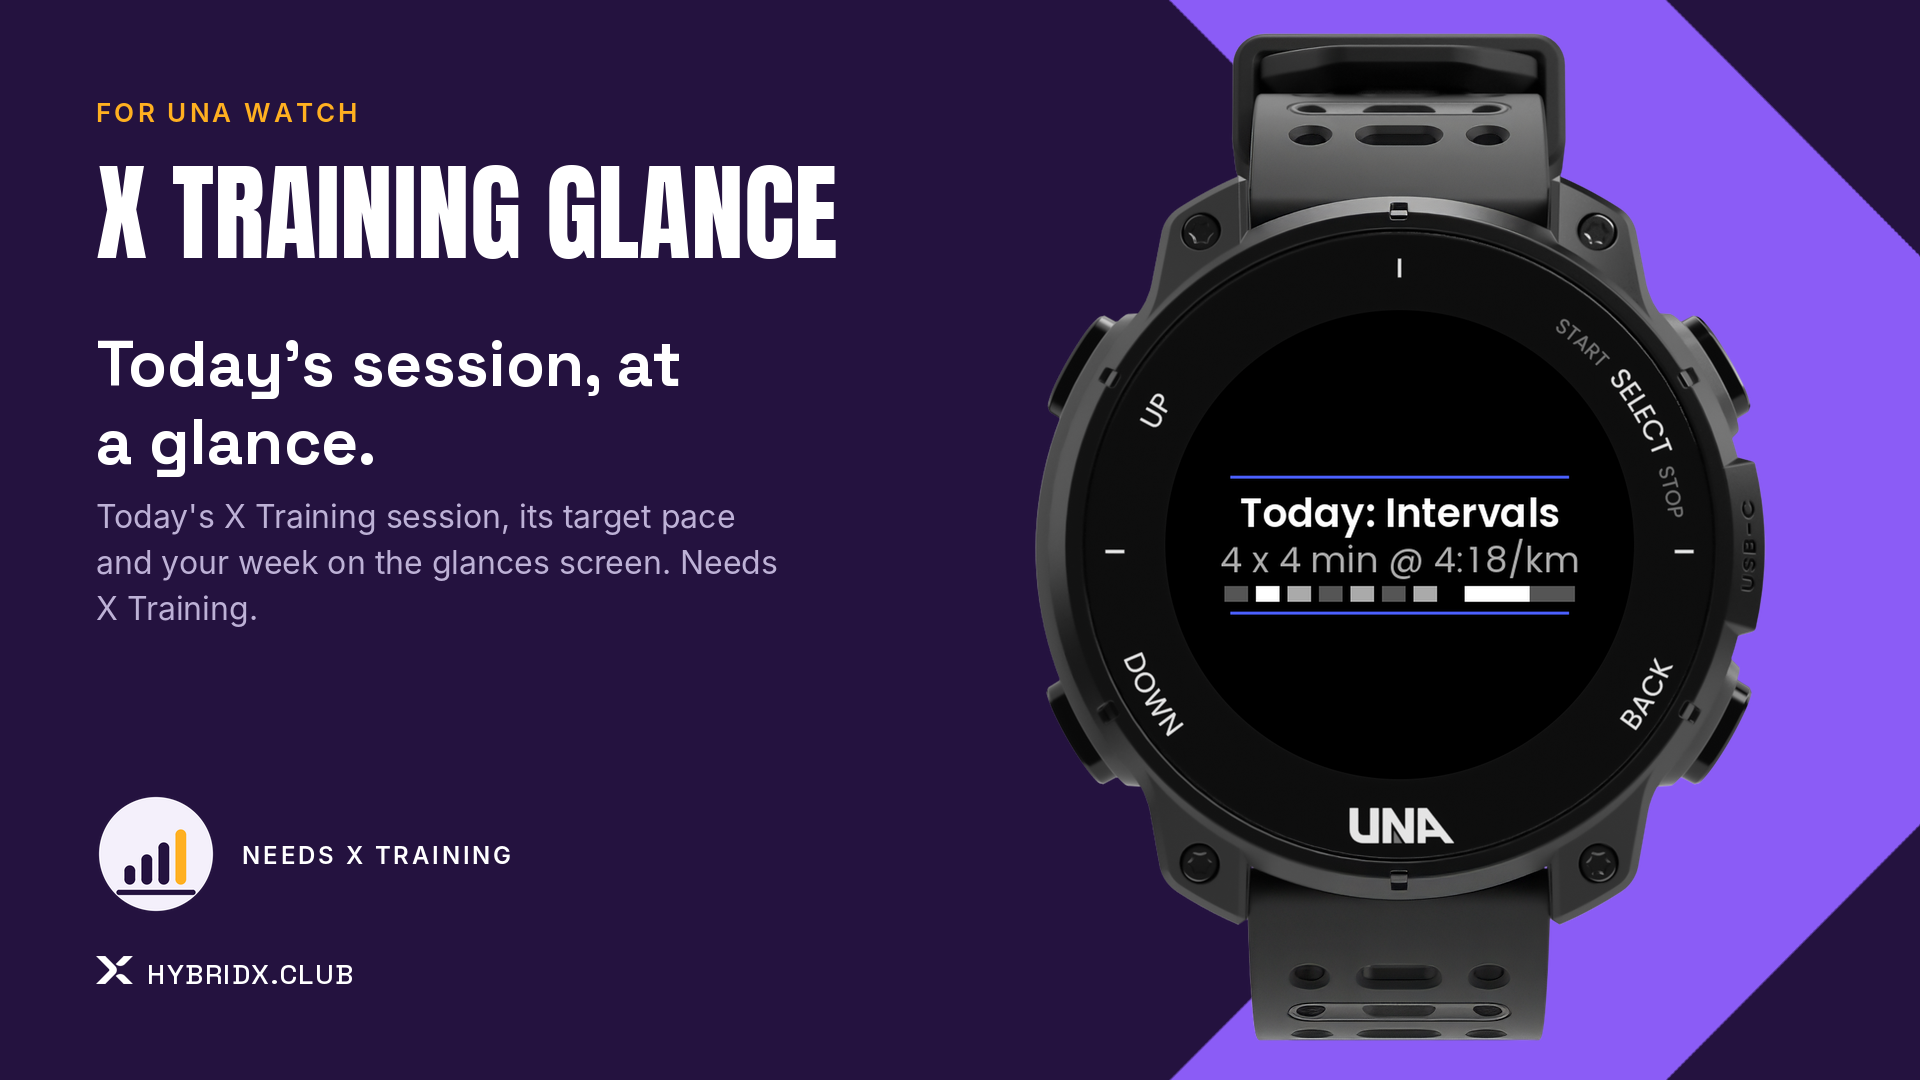 FOR UNA WATCH
X TRAINING GLANCE
Today’s session, at
a glance.
Today's X Training session, its target pace
and your week on the glances screen. Needs
X Training.
NEEDS X TRAINING
HYBRIDX.CLUB
START
SELECT
STOP
UP
USB-C
Today: Intervals
4 x 4 min @ 4:18/km
DOWN
BACK
UNA